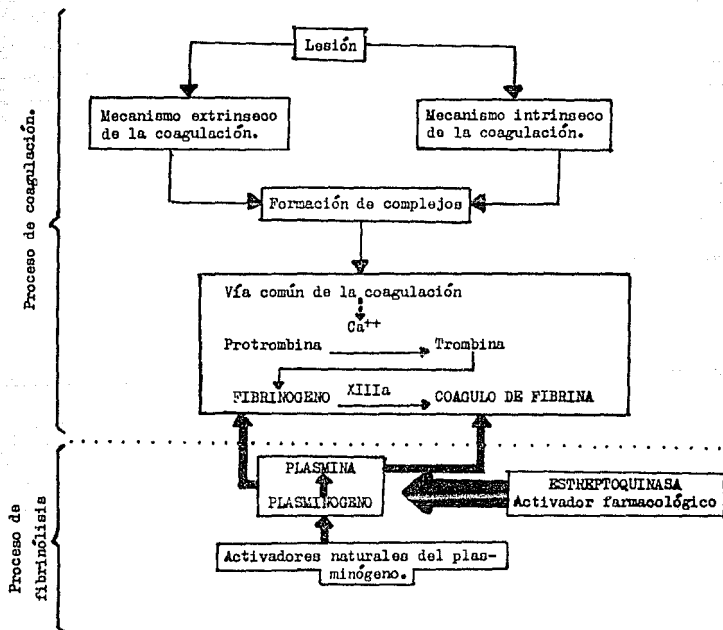 Lesión
Mecanismo extrinseco
de la coagulación.
Mecanismo intrínseco
de la coagulación.
Formación de complejos
Proceso de coagulación.
Vía común de la coagulación
Ca++
Protrombina
Trombina
FIBRINOGENO
XIIIa
COAGULO DE FIBRINA
Proceso de
fibrinólisis
PLASMINA
PLASMINOGENO
ESTREPTOQUINASA
Activador farmacológico
Activadores naturales del plas-
minógeno.